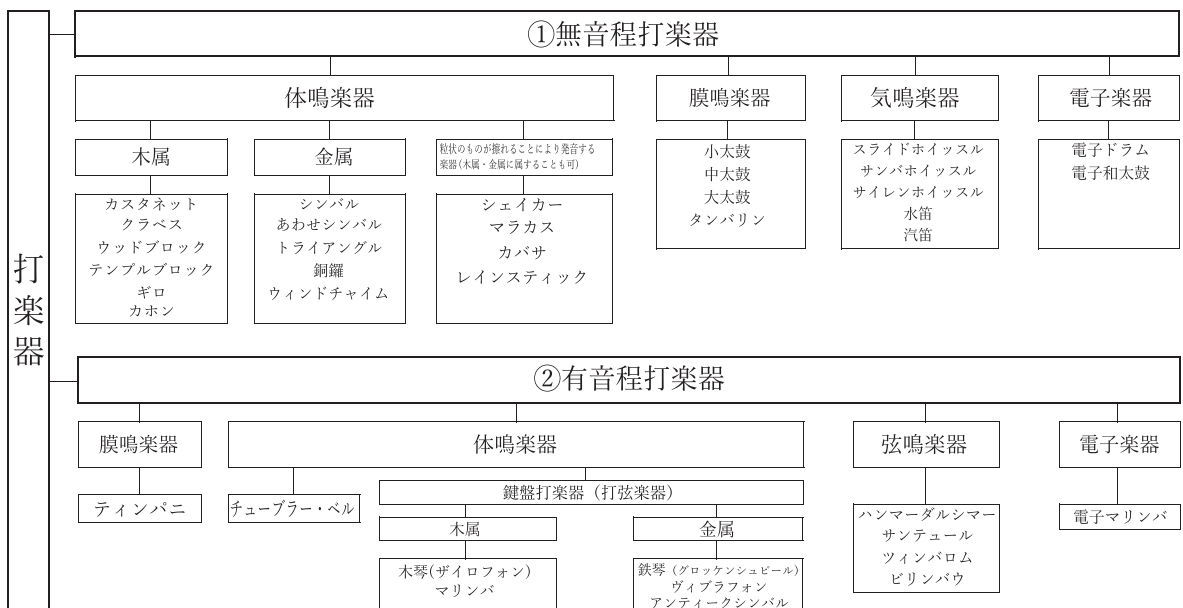 打楽器
①無音程打楽器
体鳴楽器
木属
カスタネット
クラベス
ウッドブロック
テンプルブロック
ギロ
カホン
金属
シンバル
あわせシンバル
トライアングル
銅鑼
ウィンドチャイム
粒状のものが擦れることにより発音する
楽器(木属・金属に属することも可)
シェイカー
マラカス
カバサ
レインスティック
膜鳴楽器
小太鼓
中太鼓
大太鼓
タンバリン
気鳴楽器
スライドホイッスル
サンバホイッスル
サイレンホイッスル
水笛
汽笛
電子楽器
電子ドラム
電子和太鼓
②有音程打楽器
膜鳴楽器
ティンパニ
体鳴楽器
チューブラー・ベル
鍵盤打楽器（打弦楽器）
木属
木琴(ザイロフォン)
マリンバ
金属
鉄琴（グロッケンシュピール）
ヴィブラフォン
アンティークシンバル
弦鳴楽器
ハンマーダルシマー
サンテュール
ツィンバロム
ビリンバウ
電子楽器
電子マリンバ